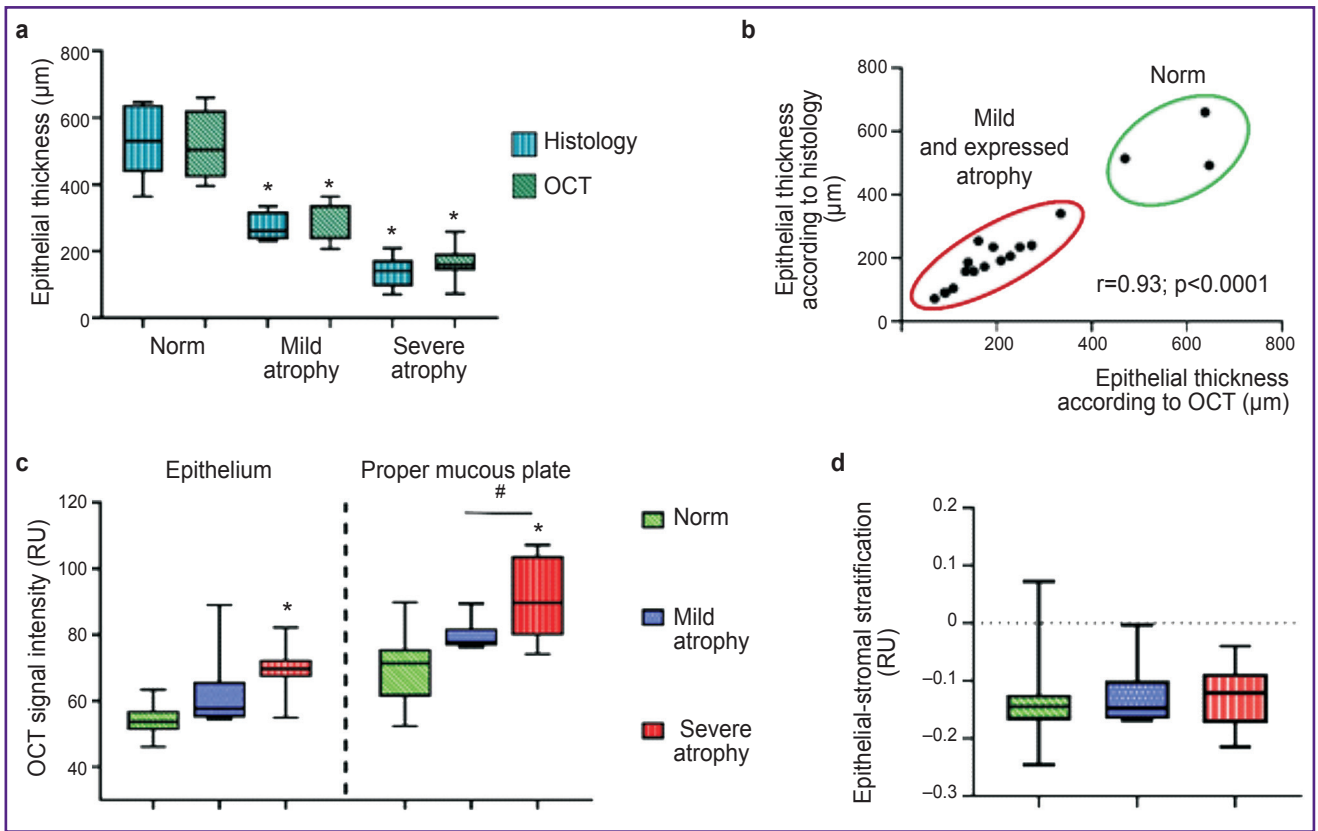 a
Epithelial thickness (µm)
800
600
400
200
0
*
*
*
*
Norm
Mild
atrophy
Severe
atrophy
Histology
OCT
b
Epithelial thickness
according to histology
(µm)
800
600
400
200
0
Norm
Mild
and expressed
atrophy
r=0.93; p<0.0001
200
400
600
800
Epithelial thickness
according to OCT (µm)
c
Epithelium
Proper mucous plate
OCT signal intensity (RU)
120
100
80
60
40
*
#
*
Norm
Mild
atrophy
Severe
atrophy
d
Epithelial-stromal stratification
(RU)
0.2
0.1
0
–0.1
–0.2
–0.3